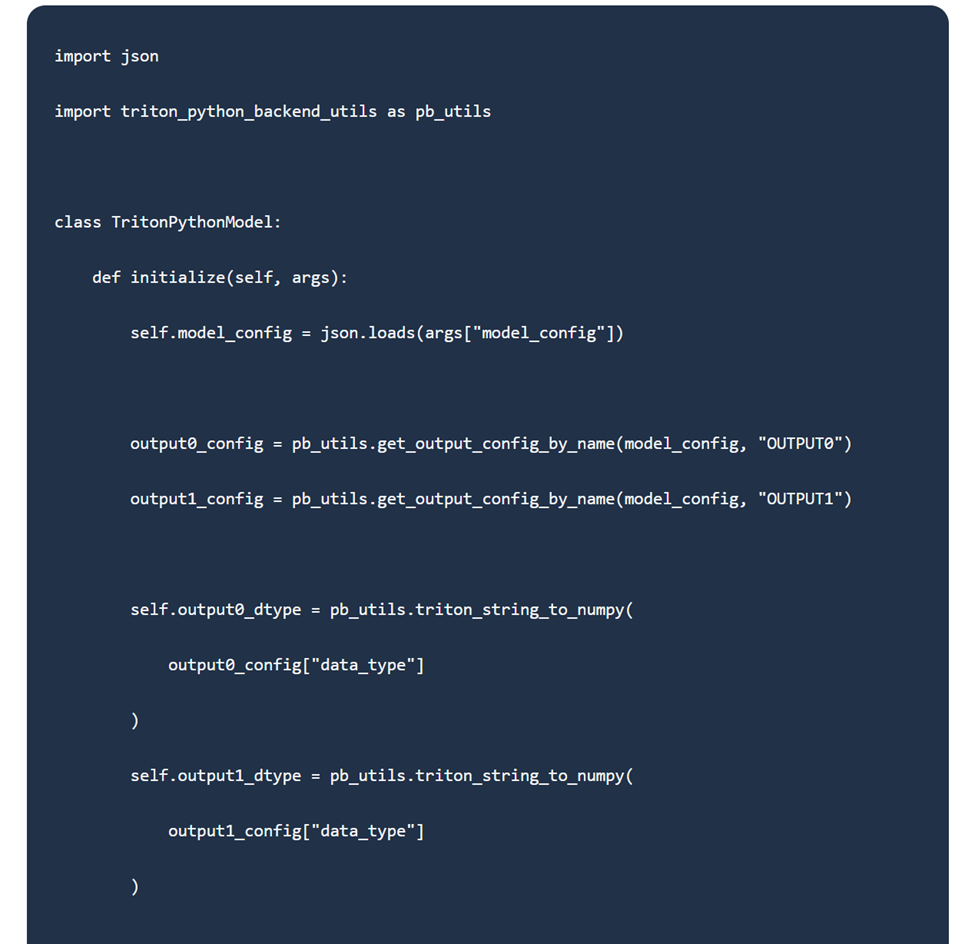 import json
import triton_python_backend_utils as pb_utils
class TritonPythonModel:
    def initialize(self, args):
        self.model_config = json.loads(args["model_config"])
        output0_config = pb_utils.get_output_config_by_name(model_config, "OUTPUT0")
        output1_config = pb_utils.get_output_config_by_name(model_config, "OUTPUT1")
        self.output0_dtype = pb_utils.triton_string_to_numpy(
            output0_config["data_type"]
        )
        self.output1_dtype = pb_utils.triton_string_to_numpy(
            output1_config["data_type"]
        )